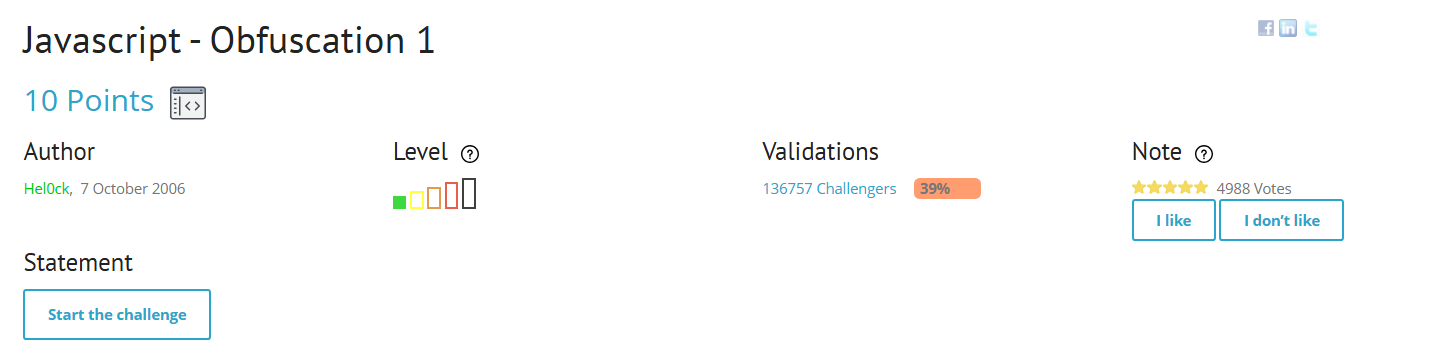 Javascript - Obfuscation 1
10 Points
Author
Hel0ck, 7 October 2006
Level ?
Validations
136757 Challengers 39%
Note ?
4988 Votes
I like I don't like
Statement
Start the challenge